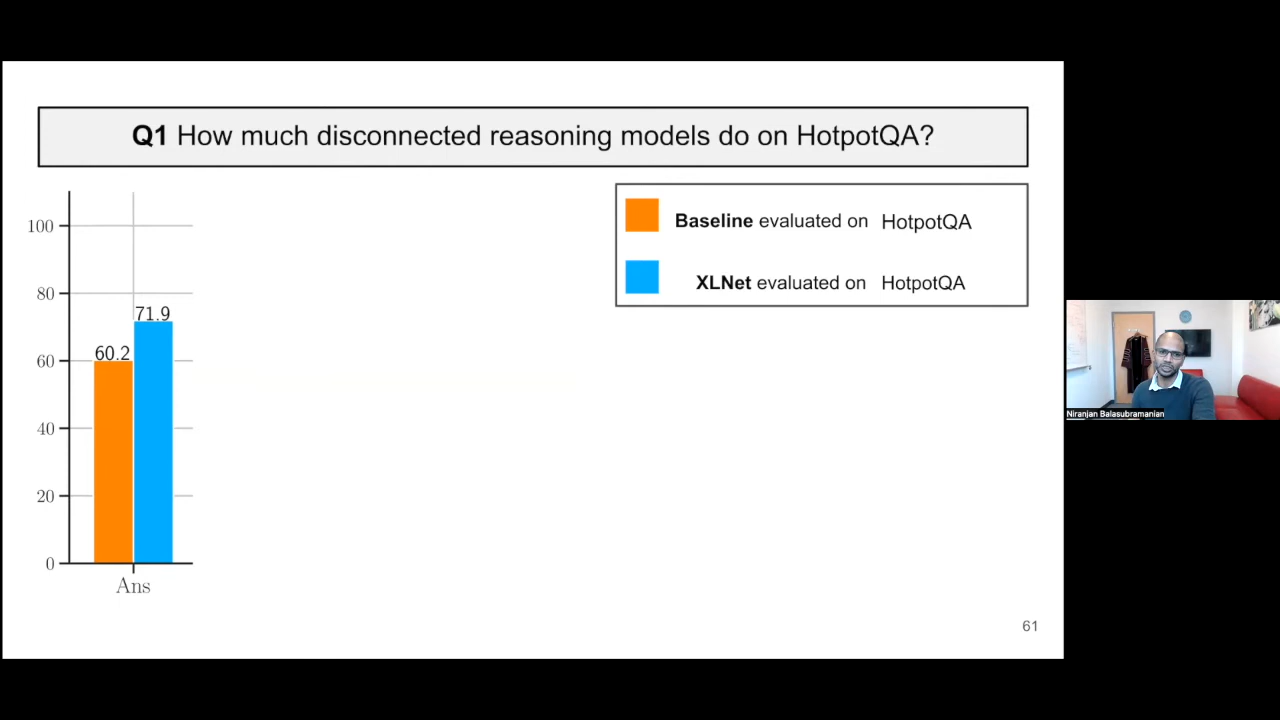 Q1 How much disconnected reasoning models do on HotpotQA?
Baseline evaluated on HotpotQA
XLNet evaluated on HotpotQA
100
80
60
40
20
0
71.9
60.2
Ans
61
Niranjan Balasubramanian